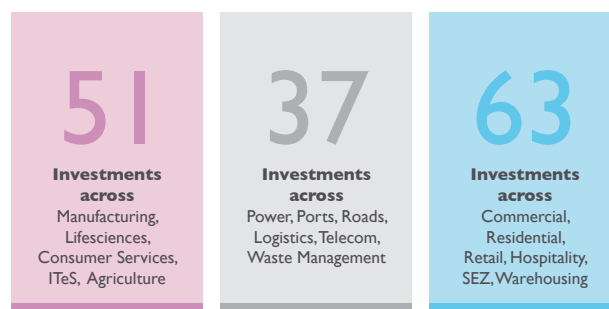 51
Investments
across
Manufacturing,
Lifesciences,
Consumer Services,
ITeS, Agriculture
37
Investments
across
Power, Ports, Roads,
Logistics, Telecom,
Waste Management
63
Investments
across
Commercial,
Residential,
Retail, Hospitality,
SEZ, Warehousing